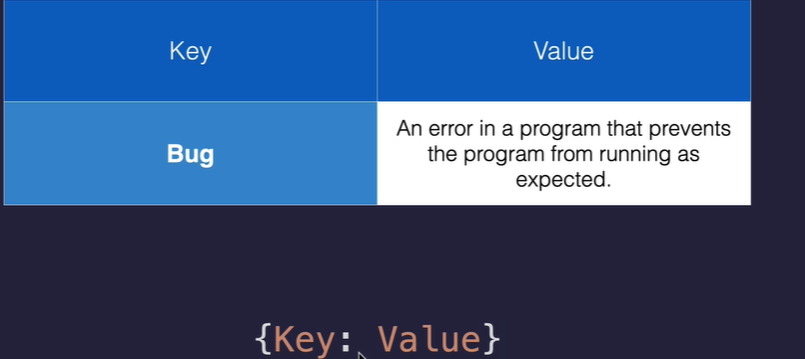 Key
Value
Bug
An error in a program that prevents
the program from running as
expected.
{Key: Value}